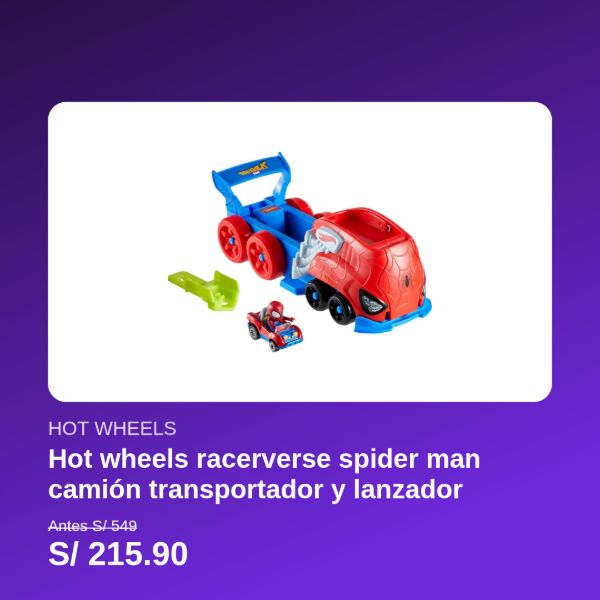 HOT WHEELS
Hot wheels racerverse spider man
camión transportador y lanzador
Antes S/ 549
S/ 215.90